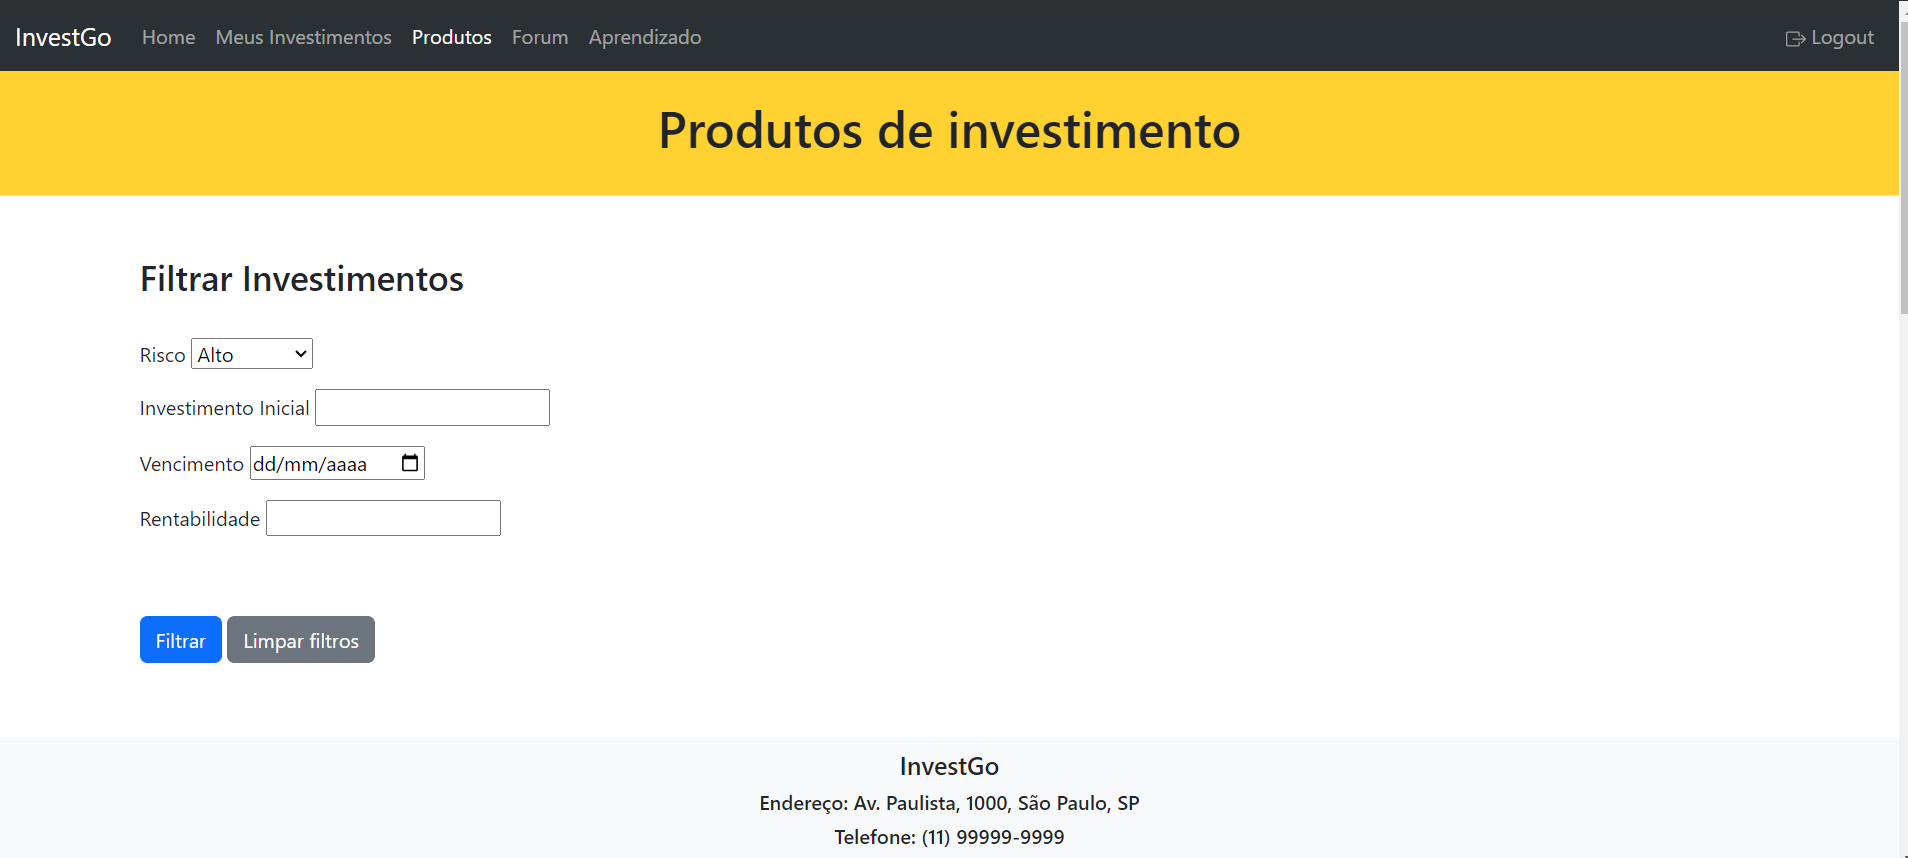 InvestGo Home Meus Investimentos Produtos Forum Aprendizado Logout
Produtos de investimento
Filtrar Investimentos
Risco Alto
Investimento Inicial
Vencimento dd/mm/aaaa
Rentabilidade
Filtrar Limpar filtros
InvestGo
Endereço: Av. Paulista, 1000, São Paulo, SP
Telefone: (11) 99999-9999